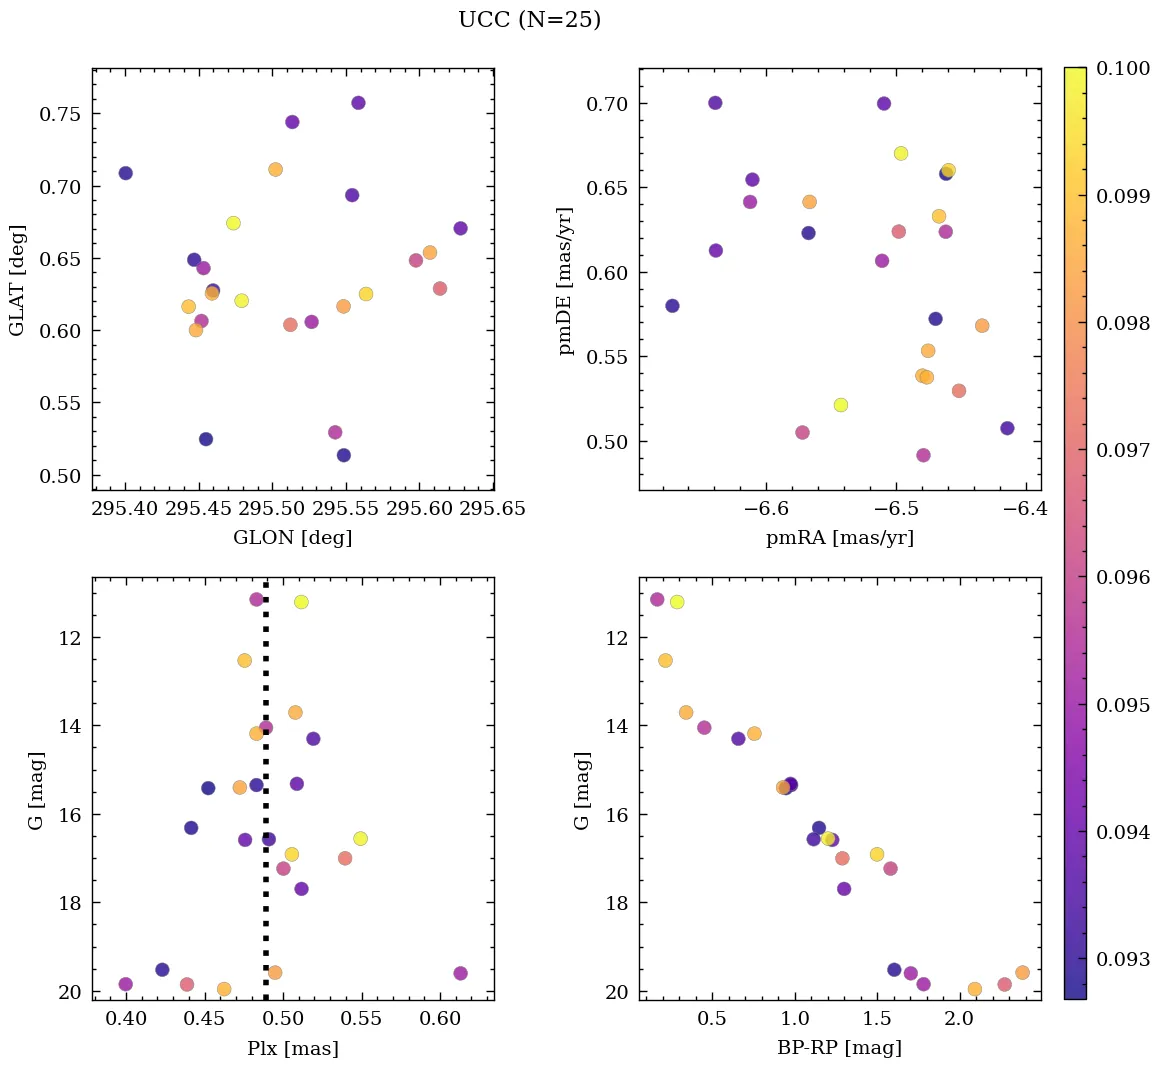 UCC (N=25)
0.75
0.70
0.65
0.60
0.55
0.50
GLAT [deg]
295.40 295.45 295.50 295.55 295.60 295.65
GLON [deg]
0.70
0.65
0.60
0.55
0.50
pmDE [mas/yr]
−6.6 −6.5 −6.4
pmRA [mas/yr]
12
14
16
18
20
G [mag]
0.40 0.45 0.50 0.55 0.60
Plx [mas]
12
14
16
18
20
G [mag]
0.5 1.0 1.5 2.0
BP-RP [mag]
0.100
0.099
0.098
0.097
0.096
0.095
0.094
0.093